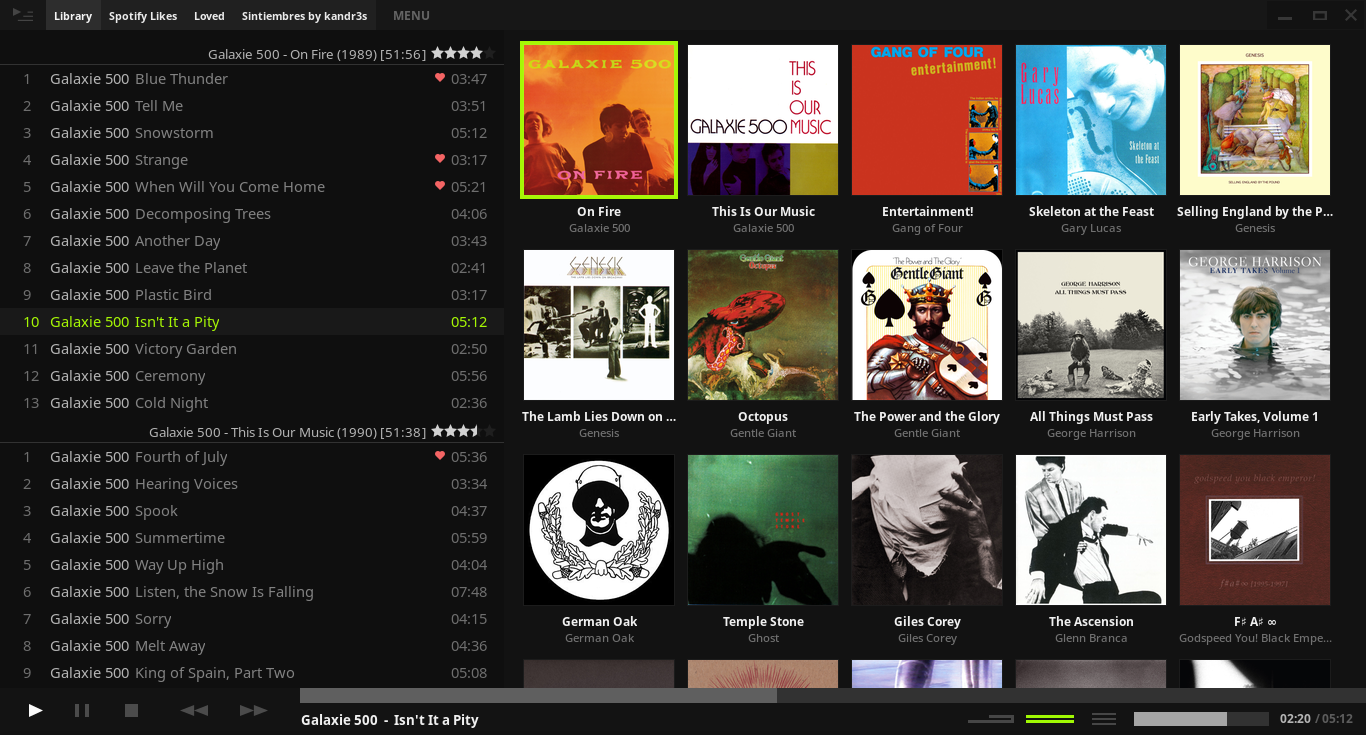 Library Spotify Likes Loved Sintiembres by kandr3s MENU
Galaxie 500 - On Fire (1989) [51:56]
1 Galaxie 500 Blue Thunder 03:47
2 Galaxie 500 Tell Me 03:51
3 Galaxie 500 Snowstorm 05:12
4 Galaxie 500 Strange 03:17
5 Galaxie 500 When Will You Come Home 05:21
6 Galaxie 500 Decomposing Trees 04:06
7 Galaxie 500 Another Day 03:43
8 Galaxie 500 Leave the Planet 02:41
9 Galaxie 500 Plastic Bird 03:17
10 Galaxie 500 Isn't It a Pity 05:12
11 Galaxie 500 Victory Garden 02:50
12 Galaxie 500 Ceremony 05:56
13 Galaxie 500 Cold Night 02:36
Galaxie 500 - This Is Our Music (1990) [51:38]
1 Galaxie 500 Fourth of July 05:36
2 Galaxie 500 Hearing Voices 03:34
3 Galaxie 500 Spook 04:37
4 Galaxie 500 Summertime 05:59
5 Galaxie 500 Way Up High 04:04
6 Galaxie 500 Listen, the Snow Is Falling 07:48
7 Galaxie 500 Sorry 04:15
8 Galaxie 500 Melt Away 04:36
9 Galaxie 500 King of Spain, Part Two 05:08
GALAXIE 500
ON FIRE
THIS
IS
OUR
GALAXIE 500 MUSIC
GANG OF FOUR
entertainment!
Gary
Lucas
Skeleton at
the Feast
GENESIS
SELLING ENGLAND BY THE POUND
On Fire This Is Our Music Entertainment! Skeleton at the Feast Selling England by the P...
Galaxie 500 Galaxie 500 Gang of Four Gary Lucas Genesis
GENESIS
Gentle Giant
Octopus
The Power and The Glory
Gentle Giant
GEORGE HARRISON
ALL THINGS MUST PASS
GEORGE HARRISON
EARLY TAKES Volume 1
The Lamb Lies Down on ... Octopus The Power and the Glory All Things Must Pass Early Takes, Volume 1
Genesis Gentle Giant Gentle Giant George Harrison George Harrison
godspeed you black emperor!
f#a#∞ (1995-1997)
German Oak Temple Stone Giles Corey The Ascension F♯ A♯ ∞
German Oak Ghost Giles Corey Glenn Branca Godspeed You! Black Empe...
Galaxie 500 - Isn't It a Pity
02:20 / 05:12